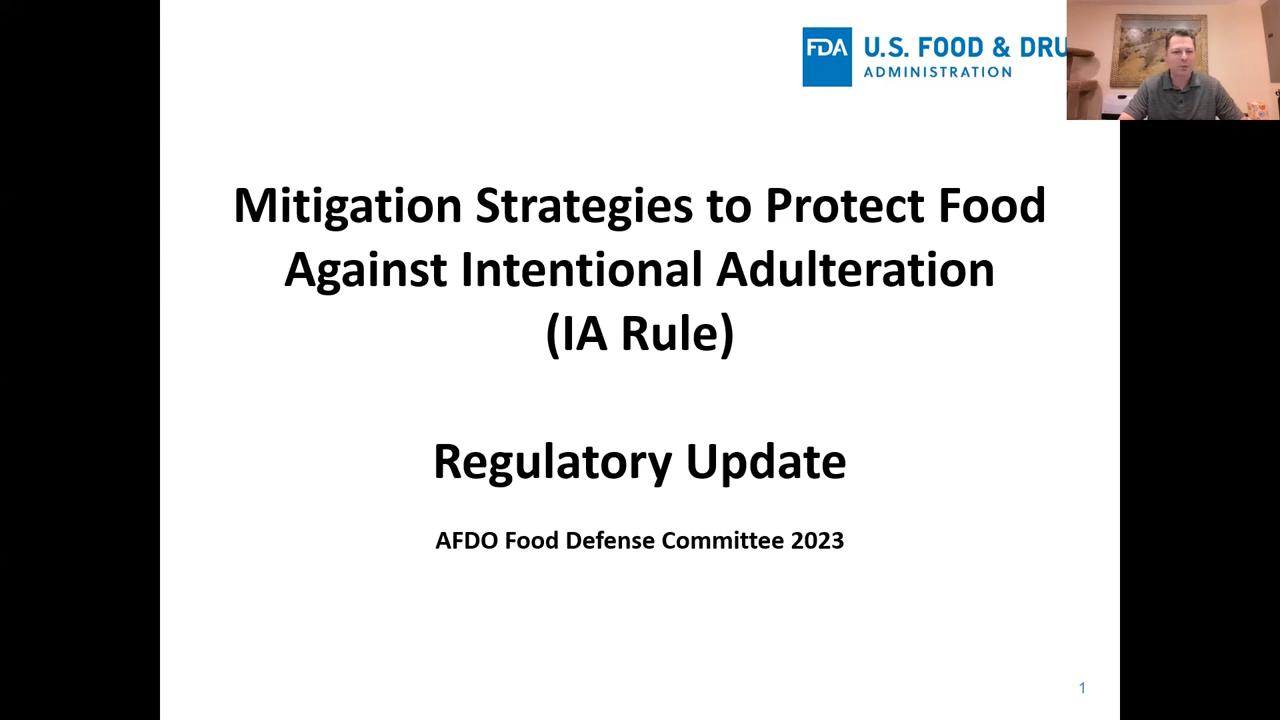 FDA U.S. FOOD & DRU
ADMINISTRATION
Mitigation Strategies to Protect Food
Against Intentional Adulteration
(IA Rule)
Regulatory Update
AFDO Food Defense Committee 2023
1